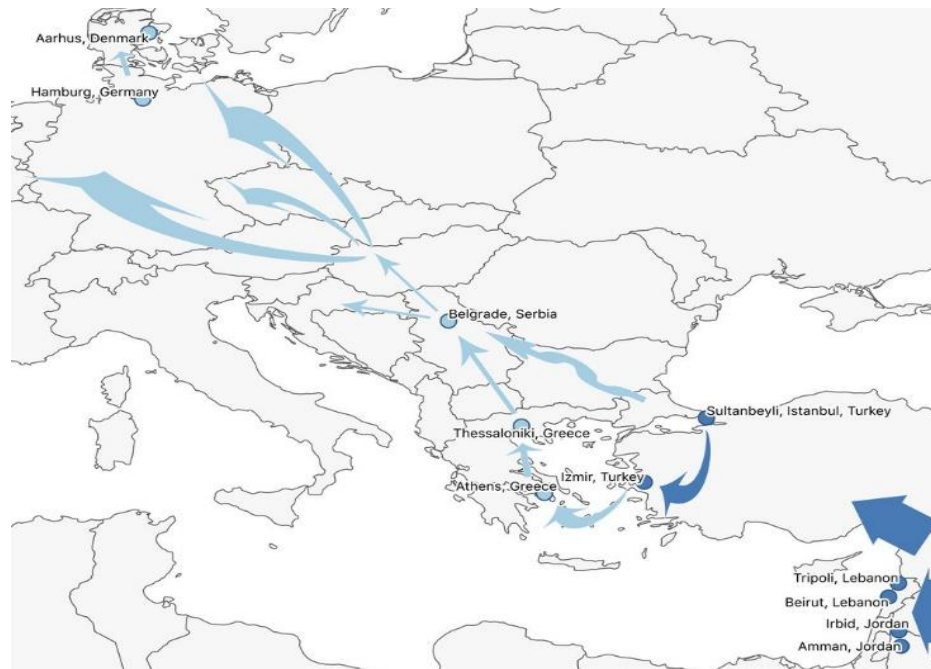 Aarhus, Denmark
Hamburg, Germany
Belgrade, Serbia
Sultanbeyli, Istanbul, Turkey
Thessaloniki, Greece
Izmir, Turkey
Athens, Greece
Tripoli, Lebanon
Beirut, Lebanon
Irbid, Jordan
Amman, Jordan